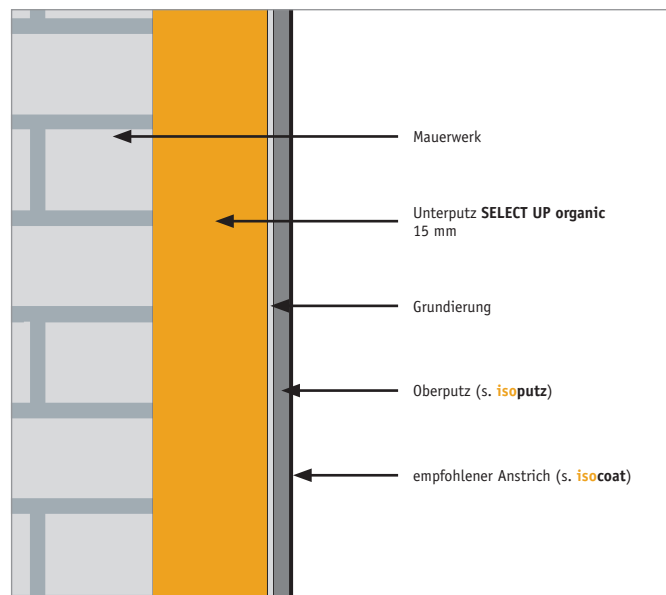 Mauerwerk
Unterputz SELECT UP organic
15 mm
Grundierung
Oberputz (s. isoputz)
empfohlener Anstrich (s. isocoat)